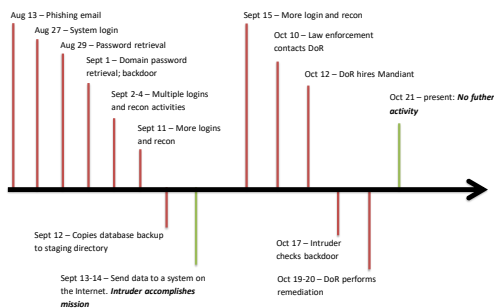 Aug 13 – Phishing email
Aug 27 – System login
Aug 29 – Password retrieval
Sept 1 – Domain password
retrieval; backdoor
Sept 2-4 – Multiple logins
and recon activities
Sept 11 – More logins
and recon
Sept 12 – Copies database backup
to staging directory
Sept 13-14 – Send data to a system on
the Internet. Intruder accomplishes
mission
Sept 15 – More login and recon
Oct 10 – Law enforcement
contacts DoR
Oct 12 – DoR hires Mandiant
Oct 17 – Intruder
checks backdoor
Oct 19-20 – DoR performs
remediation
Oct 21 – present: No futher
activity